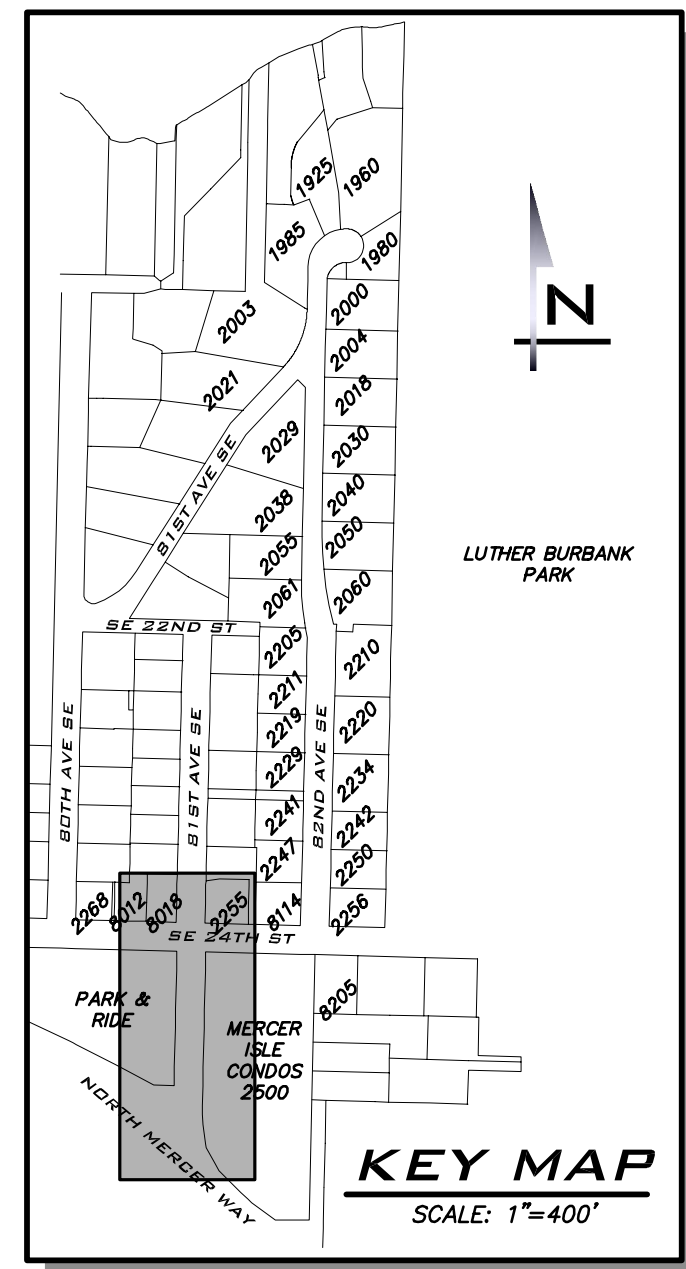 1925
1960
1985
1980
2003
2000
2004
2021
2018
2029
2030
81ST AVE SE
2038
2040
2055
2050
2061
2060
SE 22ND ST
2205
2210
2211
2219
2220
2229
2234
80TH AVE SE
81ST AVE SE
82ND AVE SE
2241
2242
2247
2250
2268
8012
8018
2255
8114
2256
SE 24TH ST
PARK &
RIDE
8205
MERCER
ISLE
CONDOS
2500
NORTH MERCER WAY
N
LUTHER BURBANK
PARK
KEY MAP
SCALE: 1"=400'